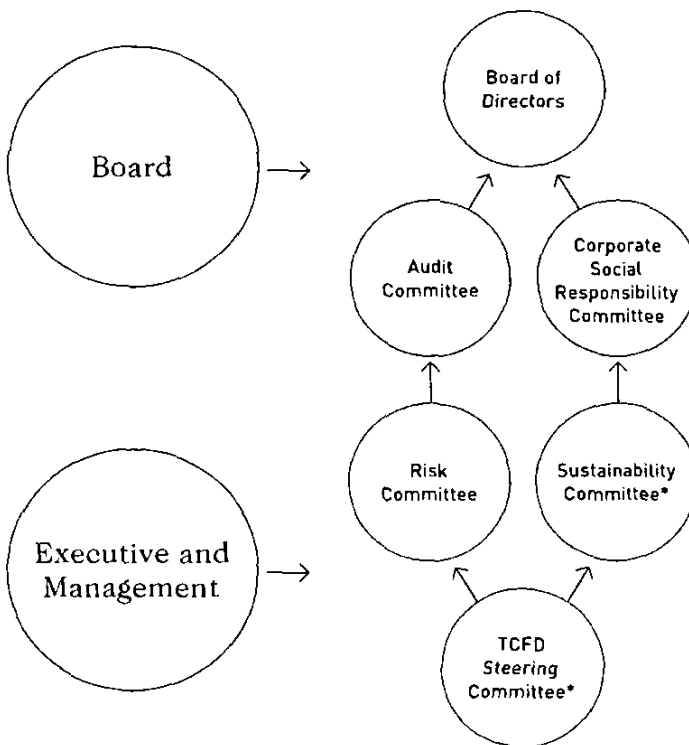 Board
Board of
Directors
Audit
Committee
Corporate
Social
Responsibility
Committee
Executive and
Management
Risk
Committee
Sustainability
Committee*
TCFD
Steering
Committee*